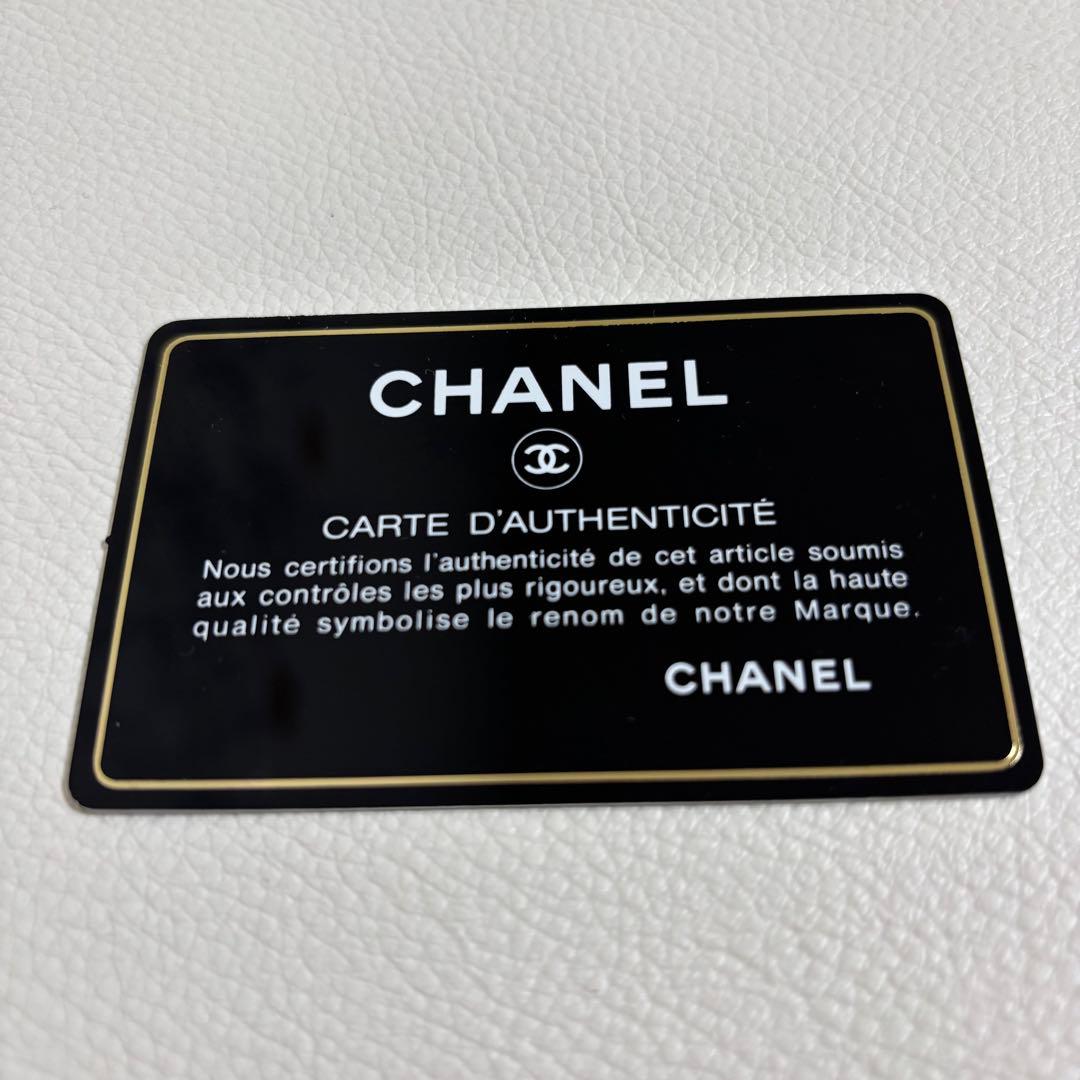 CHANEL
CARTE D'AUTHENTICITÉ
Nous certifions l'authenticité de cet article soumis
aux contrôles les plus rigoureux, et dont la haute
qualité symbolise le renom de notre Marque.
CHANEL